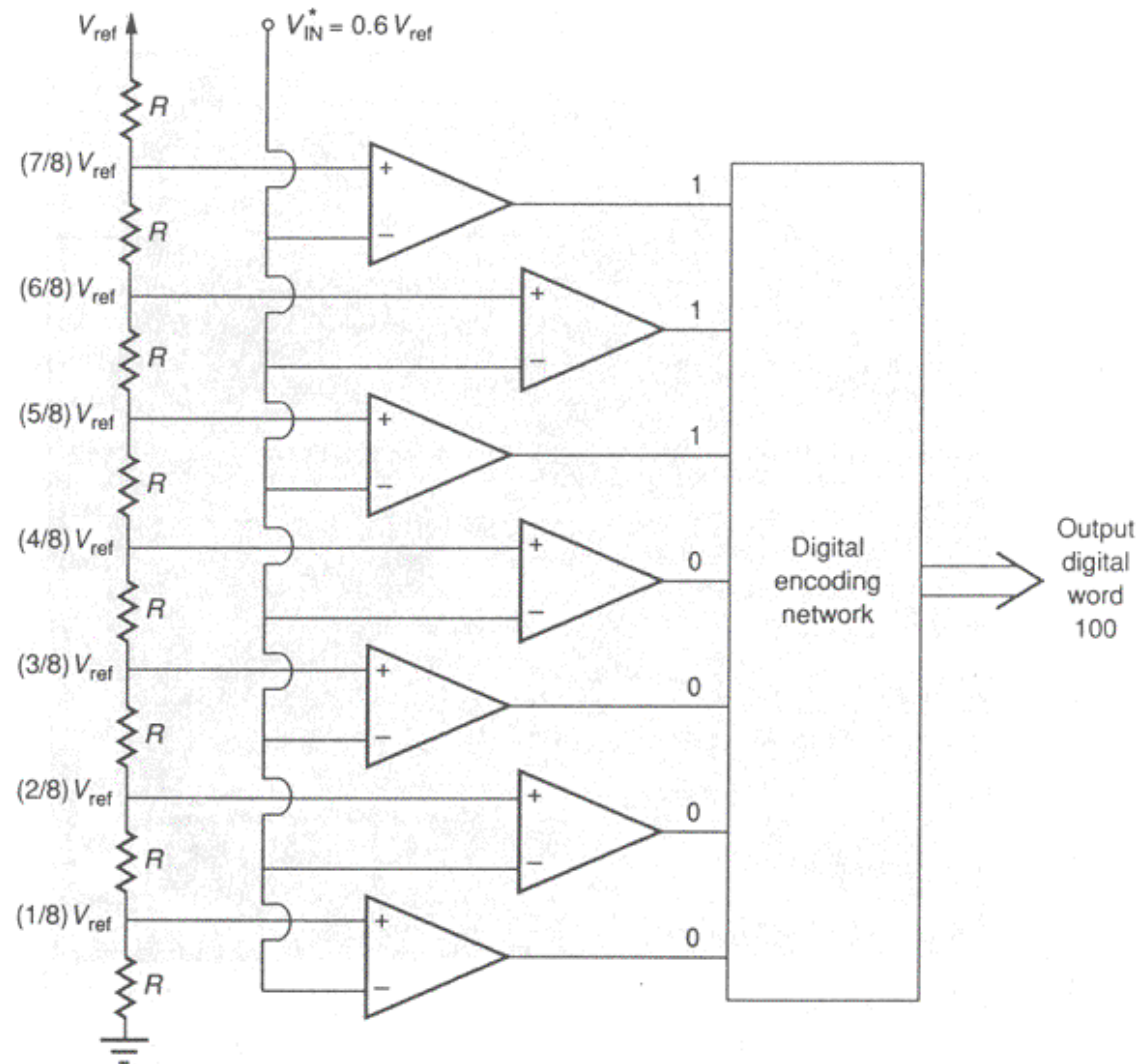 V_ref
V*_IN = 0.6 V_ref
R
(7/8) V_ref
+
−
1
R
(6/8) V_ref
+
−
1
R
(5/8) V_ref
+
−
1
R
(4/8) V_ref
+
−
0
R
(3/8) V_ref
+
−
0
R
(2/8) V_ref
+
−
0
R
(1/8) V_ref
+
−
0
R
Digital
encoding
network
Output
digital
word
100